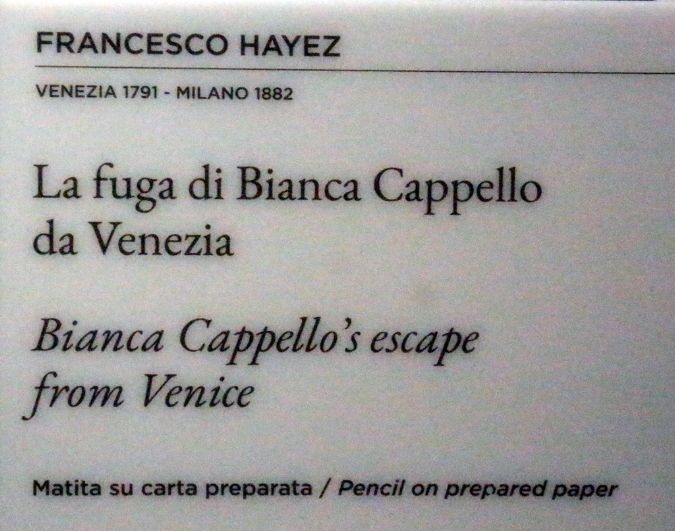 FRANCESCO HAYEZ
VENEZIA 1791 - MILANO 1882
La fuga di Bianca Cappello
da Venezia
Bianca Cappello's escape
from Venice
Matita su carta preparata / Pencil on prepared paper